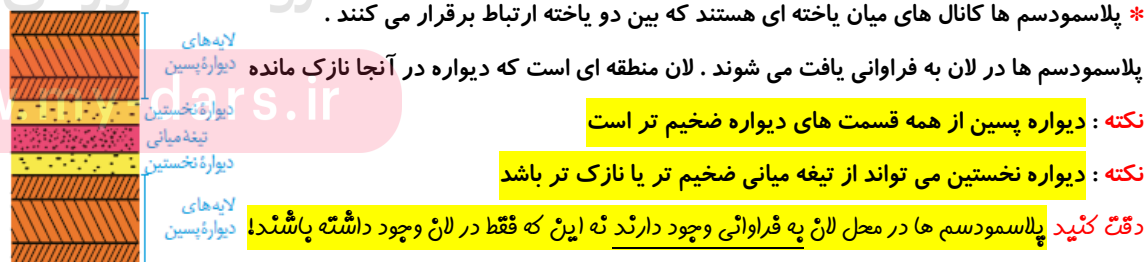 * پلاسمودسم ها کانال های میان یاخته ای هستند که بین دو یاخته ارتباط برقرار می کنند .
پلاسمودسم ها در لان به فراوانی یافت می شوند . لان منطقه ای است که دیواره در آنجا نازک مانده
نکته : دیواره پسین از همه قسمت های دیواره ضخیم تر است
نکته : دیواره نخستین می تواند از تیغه میانی ضخیم تر یا نازک تر باشد
دقت کنید پلاسمودسم ها در محل لان به فراوانی وجود دارند نه این که فقط در لان وجود داشته باشند!
لایه‌های
دیوارهٔ پسین
دیوارهٔ نخستین
تیغهٔ میانی
دیوارهٔ نخستین
لایه‌های
دیوارهٔ پسین
my-dars.ir